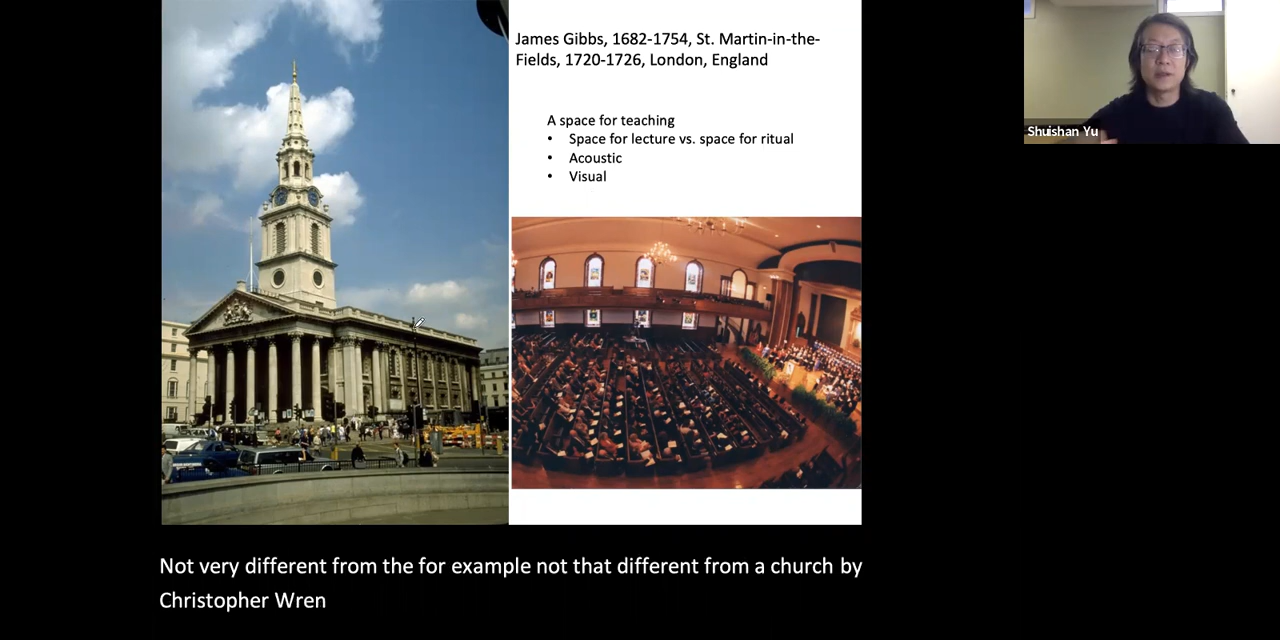 James Gibbs, 1682-1754, St. Martin-in-the-
Fields, 1720-1726, London, England
A space for teaching
• Space for lecture vs. space for ritual
• Acoustic
• Visual
Shuishan Yu
Not very different from the for example not that different from a church by
Christopher Wren